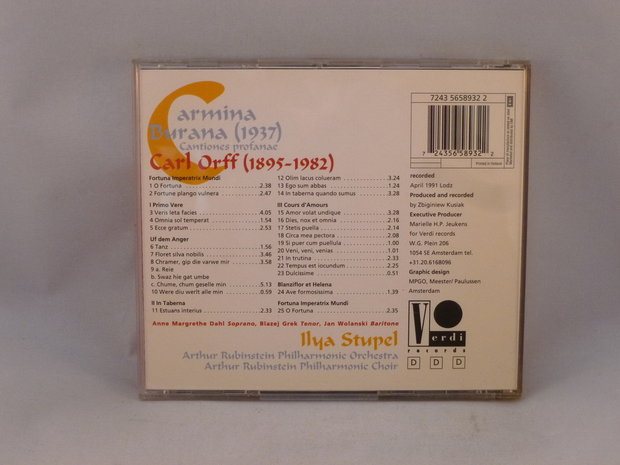 Carmina
Burana (1937)
Cantiones profanae
Carl Orff (1895-1982)
Fortuna Imperatrix Mundi
1 O Fortuna 2.38
2 Fortune plango vulnera 2.47
I Primo Vere
3 Veris leta facies 4.05
4 Omnia sol temperat 1.54
5 Ecce gratum 2.53
Uf dem Anger
6 Tanz 1.56
7 Floret silva nobilis 3.46
8 Chramer, gip die varwe mir 3.58
9 a. Reie
b. Swaz hie gat umbe
c. Chume, chum geselle min 5.13
10 Were diu werlt alle min 0.59
II In Taberna
11 Estuans interius 2.33
12 Olim lacus colueram 3.24
13 Ego sum abbas 1.24
14 In taberna quando sumus 3.28
III Cours d'Amours
15 Amor volat undique 3.28
16 Dies, nox et omnia 2.16
17 Stetis puella 2.14
18 Circa mea pectora 2.08
19 Si puer cum puellula 1.00
20 Veni, veni, venias 1.01
21 In trutina 2.33
22 Tempus est iocundum 2.25
23 Dulcissime 0.51
Blanziflor et Helena
24 Ave formosissima 1.39
Fortuna Imperatrix Mundi
25 O Fortuna 2.35
Anne Margrethe Dahl Soprano, Blazej Grek Tenor, Jan Wolanski Baritone
Ilya Stupel
Arthur Rubinstein Philharmonic Orchestra
Arthur Rubinstein Philharmonic Choir
7243 5658932 2
7 24356 58932 2
Printed in Holland
recorded
April 1991 Lodz
recorded and produced
by Zbigniew Kusiak
Executive Producer
Marielle H.P. Jeukens
for Verdi records
W.G. Plein 206
1054 SE Amsterdam tel.
+31.20.6168096
Graphic design
MPGO, Meester/ Paulussen
Amsterdam
Verdi
records
D D D